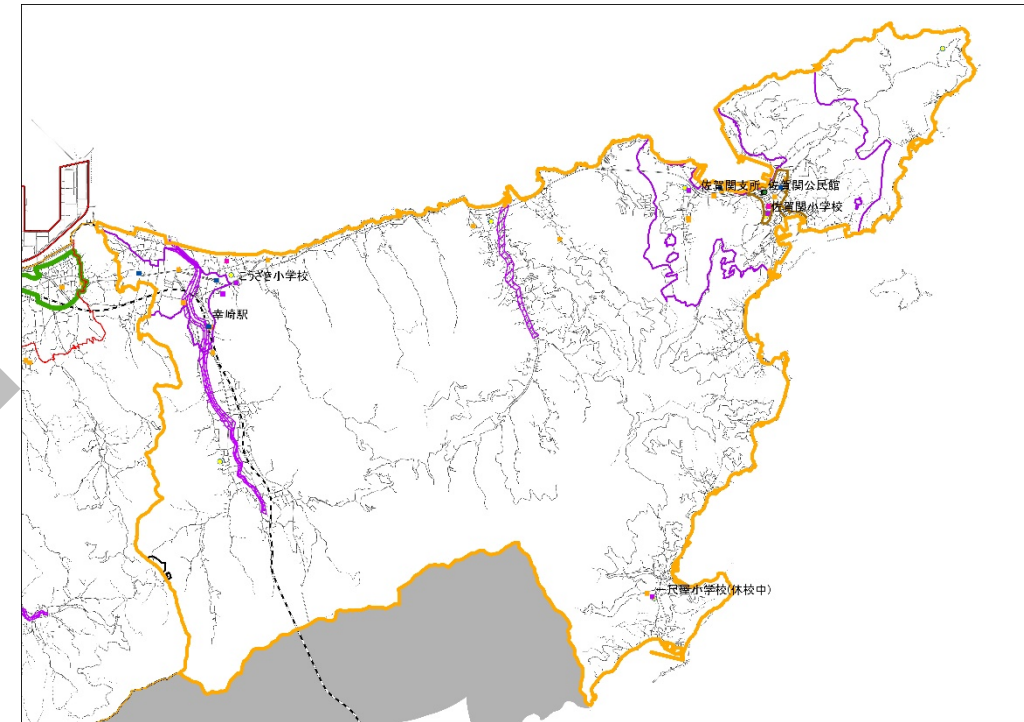 佐賀関支所
佐賀関公民館
佐賀関小学校
こうざき小学校
幸崎駅
一尺屋小学校(休校中)